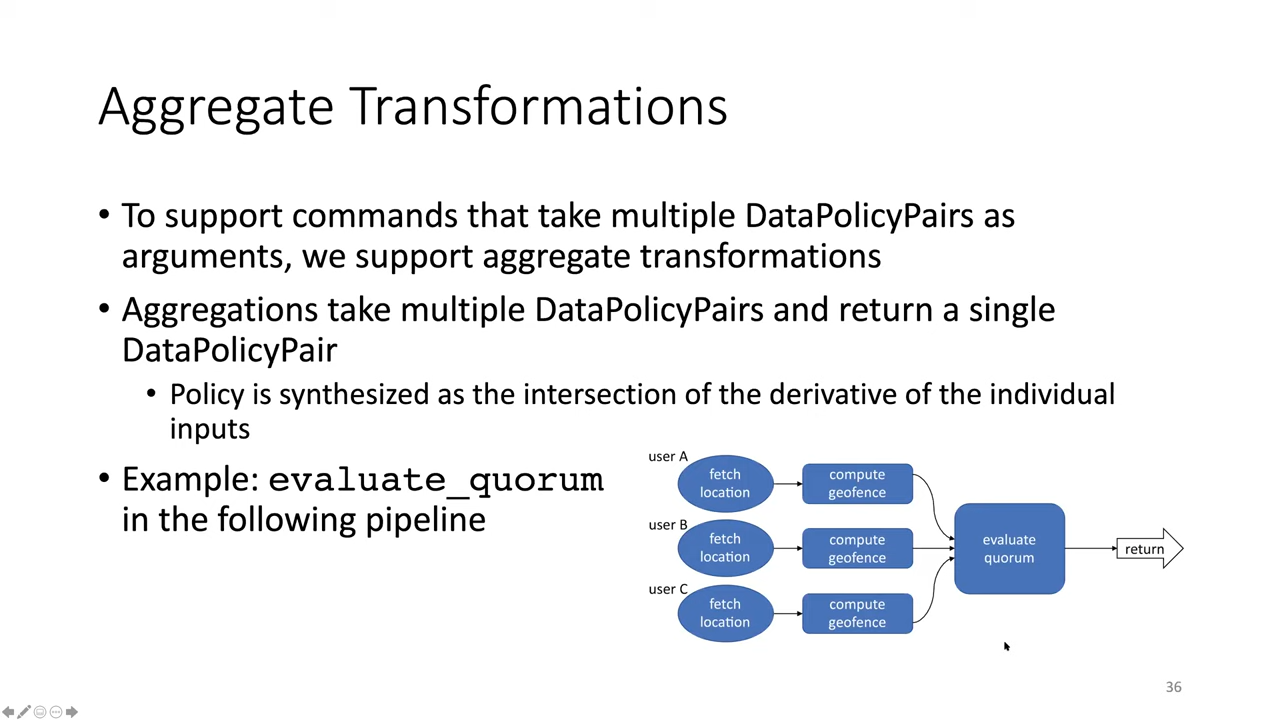 Aggregate Transformations
• To support commands that take multiple DataPolicyPairs as
arguments, we support aggregate transformations
• Aggregations take multiple DataPolicyPairs and return a single
DataPolicyPair
• Policy is synthesized as the intersection of the derivative of the individual
inputs
• Example: evaluate_quorum
in the following pipeline
user A
fetch
location
compute
geofence
user B
fetch
location
compute
geofence
user C
fetch
location
compute
geofence
evaluate
quorum
return
36